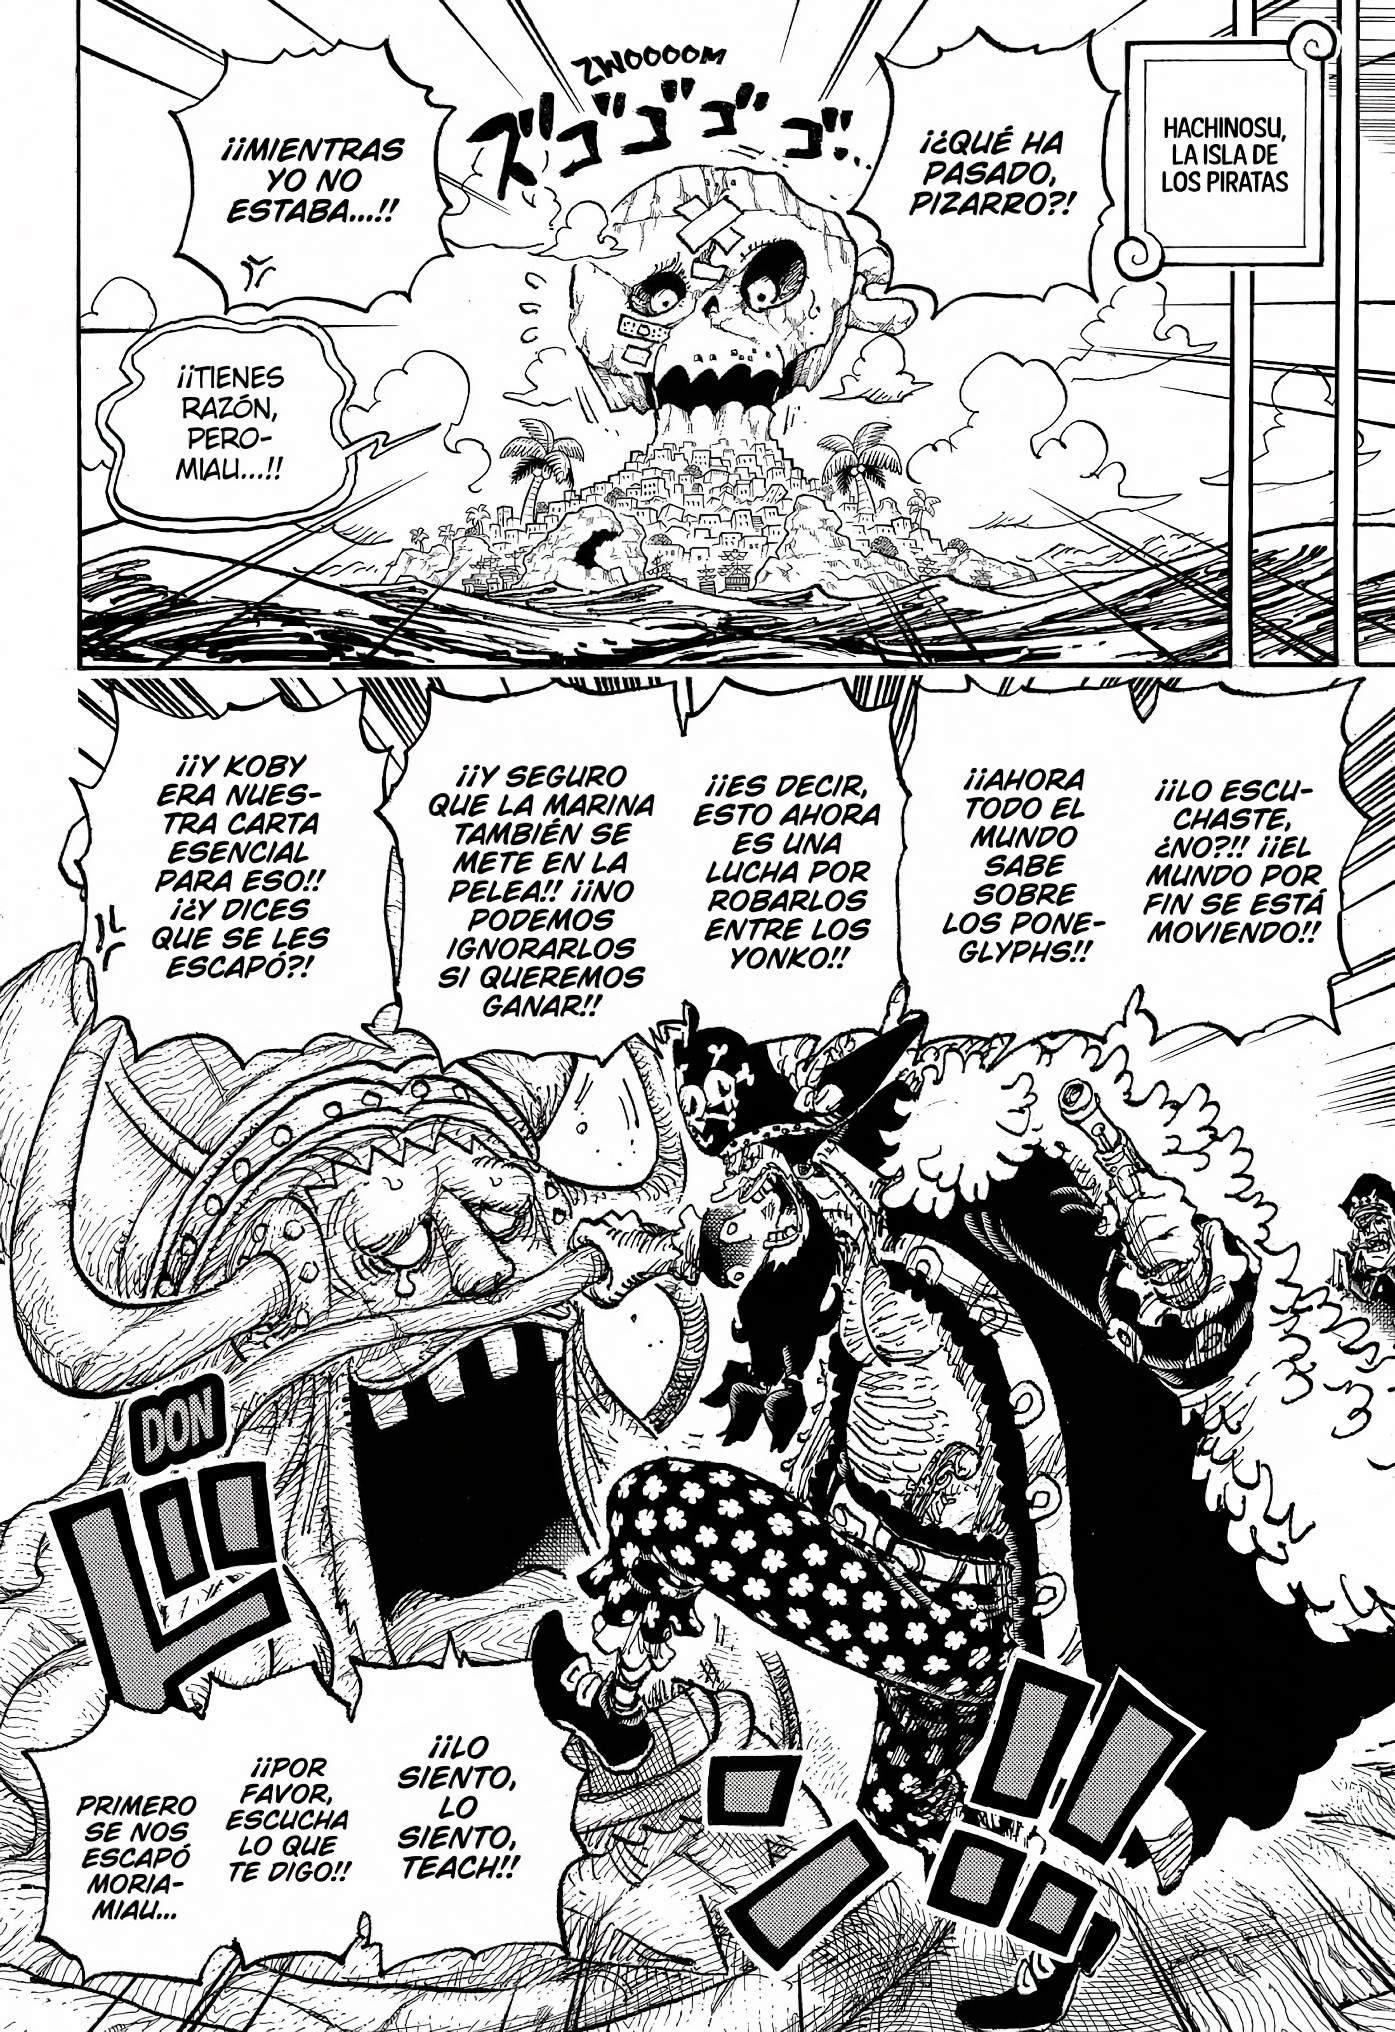 HACHINOSU,
LA ISLA DE
LOS PIRATAS
¡¿QUÉ HA
PASADO,
PIZARRO?!
ZWOOOOM
ズゴゴゴゴ...
¡¡MIENTRAS
YO NO
ESTABA...!!
¡¡TIENES
RAZÓN,
PERO-
MIAU...!!
¡¡LO ESCU-
CHASTE,
¿NO?!! ¡¡EL
MUNDO POR
FIN SE ESTÁ
MOVIENDO!!
¡¡AHORA
TODO EL
MUNDO
SABE
SOBRE
LOS PONE-
GLYPHS!!
¡¡ES DECIR,
ESTO AHORA
ES UNA
LUCHA POR
ROBARLOS
ENTRE LOS
YONKO!!
¡¡Y SEGURO
QUE LA MARINA
TAMBIÉN SE
METE EN LA
PELEA!! ¡¡NO
PODEMOS
IGNORARLOS
SI QUEREMOS
GANAR!!
¡¡Y KOBY
ERA NUES-
TRA CARTA
ESENCIAL
PARA ESO!!
¡¿Y DICES
QUE SE LES
ESCAPÓ?!
DON
ドン!!
¡¡LO
SIENTO,
LO
SIENTO,
TEACH!!
¡¡POR
FAVOR,
ESCUCHA
LO QUE
TE DIGO!!
PRIMERO
SE NOS
ESCAPÓ
MORIA-
MIAU...